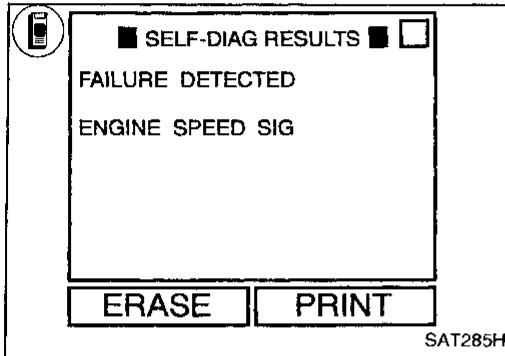 SELF-DIAG RESULTS
FAILURE DETECTED
ENGINE SPEED SIG
ERASE PRINT
SAT285H